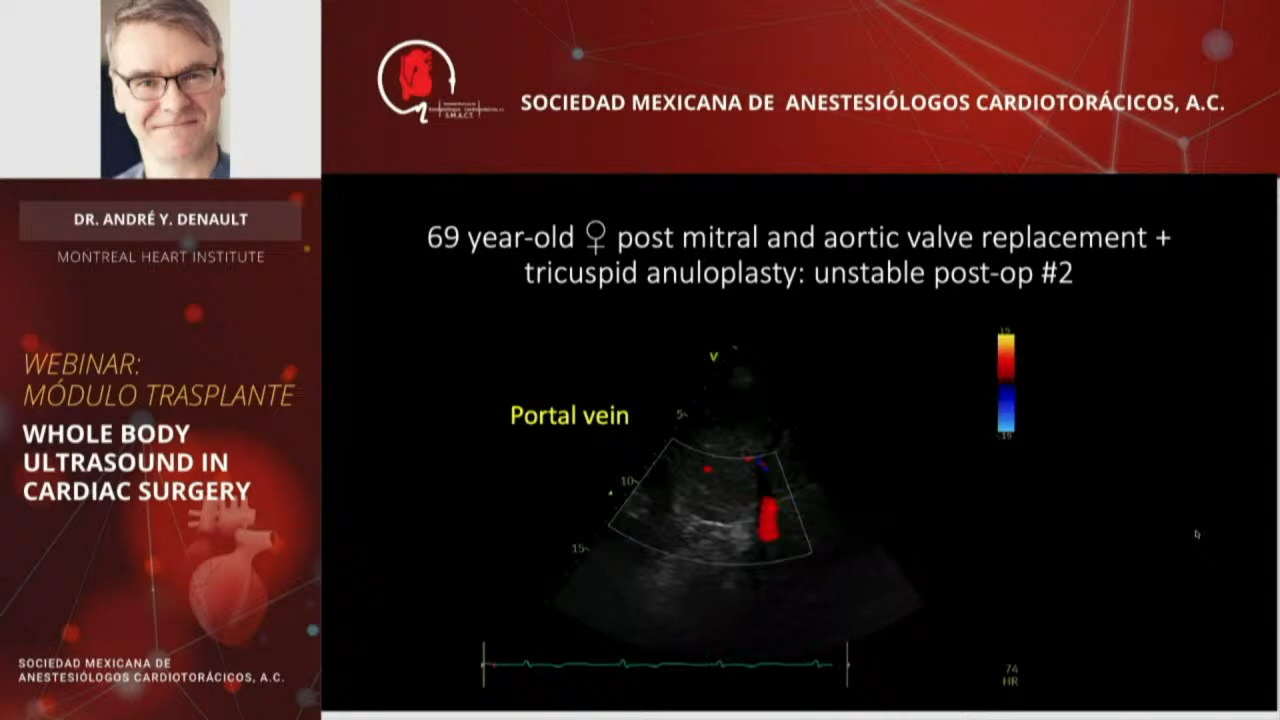 SOCIEDAD MEXICANA DE ANESTESIÓLOGOS CARDIOTORÁCICOS, A.C.
S.M.A.C.T.
DR. ANDRÉ Y. DENAULT
MONTREAL HEART INSTITUTE
WEBINAR:
MÓDULO TRASPLANTE
WHOLE BODY
ULTRASOUND IN
CARDIAC SURGERY
SOCIEDAD MEXICANA DE
ANESTESIÓLOGOS CARDIOTORÁCICOS, A.C.
69 year-old ♀ post mitral and aortic valve replacement +
tricuspid anuloplasty: unstable post-op #2
Portal vein
V
5
10
15
74
HR